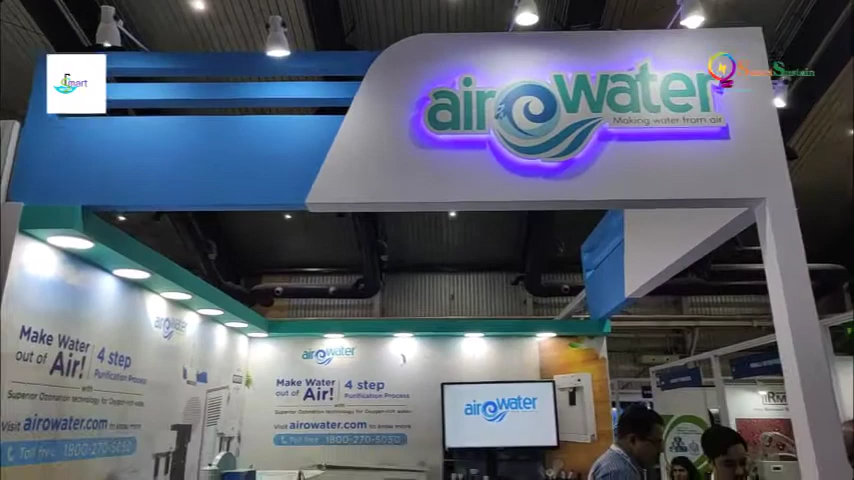 smart
airowater
Making water from air
airowater
Make Water
out of Air!
4 step
Purification Process
with
Superior Ozonation technology for Oxygen-rich water
Visit airowater.com to know more
Toll free 1800-270-5030
airowater
Make Water
out of Air!
4 step
Purification Process
with
Superior Ozonation technology for Oxygen-rich water
Visit airowater.com to know more
Toll free 1800-270-5030
airowater